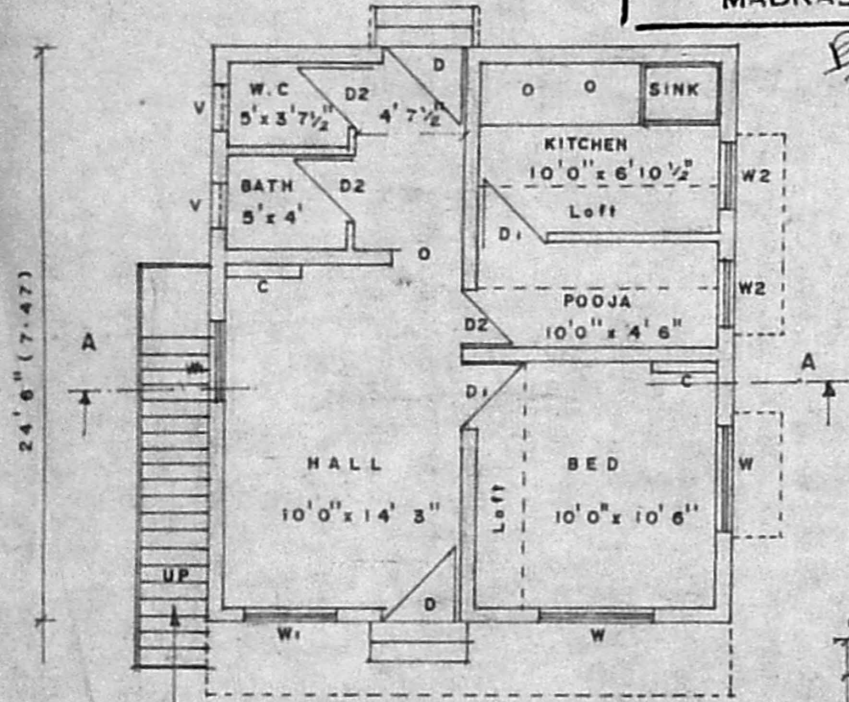 MADRAS
W.C
5' x 3' 7½"
D2
4' 7½"
D
O O
SINK
KITCHEN
10'0" x 6'10½"
Loft
D1
V
V
BATH
5' x 4'
D2
O
C
W2
W2
POOJA
10'0" x 4'6"
D2
24'6" (7·47)
A
A
C
D1
HALL
10'0" x 14' 3"
BED
10'0" x 10'6"
Loft
W
UP
D
W1
W